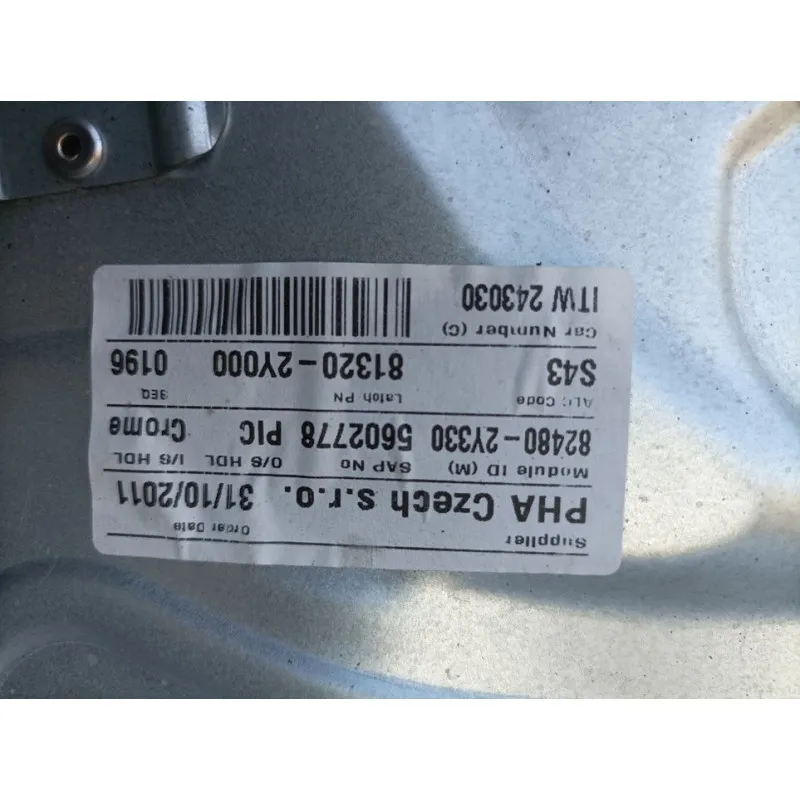 Supplier Order Date
PHA Czech s.r.o. 31/10/2011
Module ID (M) SAP No O/S HDL I/S HDL
82480-2Y330 5602778 PIC Crome
ALC Code Latch PN SEQ
S43 81320-2Y000 0196
Car Number (C)
ITW 243030